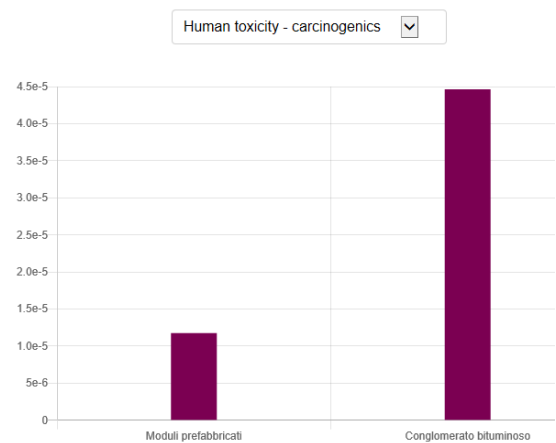 Human toxicity - carcinogenics
4.5e-5
4.0e-5
3.5e-5
3.0e-5
2.5e-5
2.0e-5
1.5e-5
1.0e-5
5e-6
0
Moduli prefabbricati
Conglomerato bituminoso